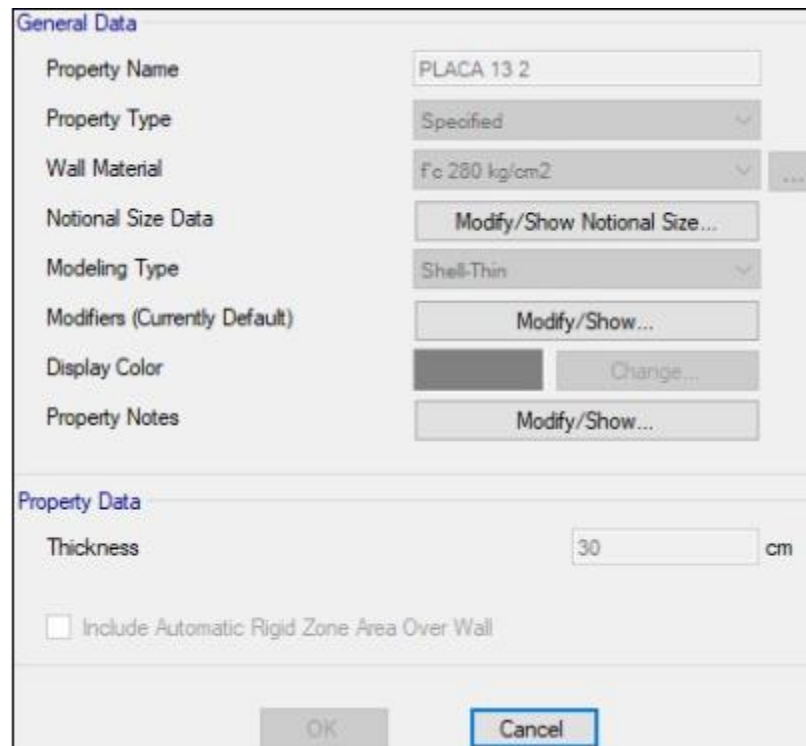 General Data
Property Name PLACA 13 2
Property Type Specified
Wall Material f'c 280 kg/cm2 ...
Notional Size Data Modify/Show Notional Size...
Modeling Type Shell-Thin
Modifiers (Currently Default) Modify/Show...
Display Color Change...
Property Notes Modify/Show...
Property Data
Thickness 30 cm
Include Automatic Rigid Zone Area Over Wall
OK Cancel